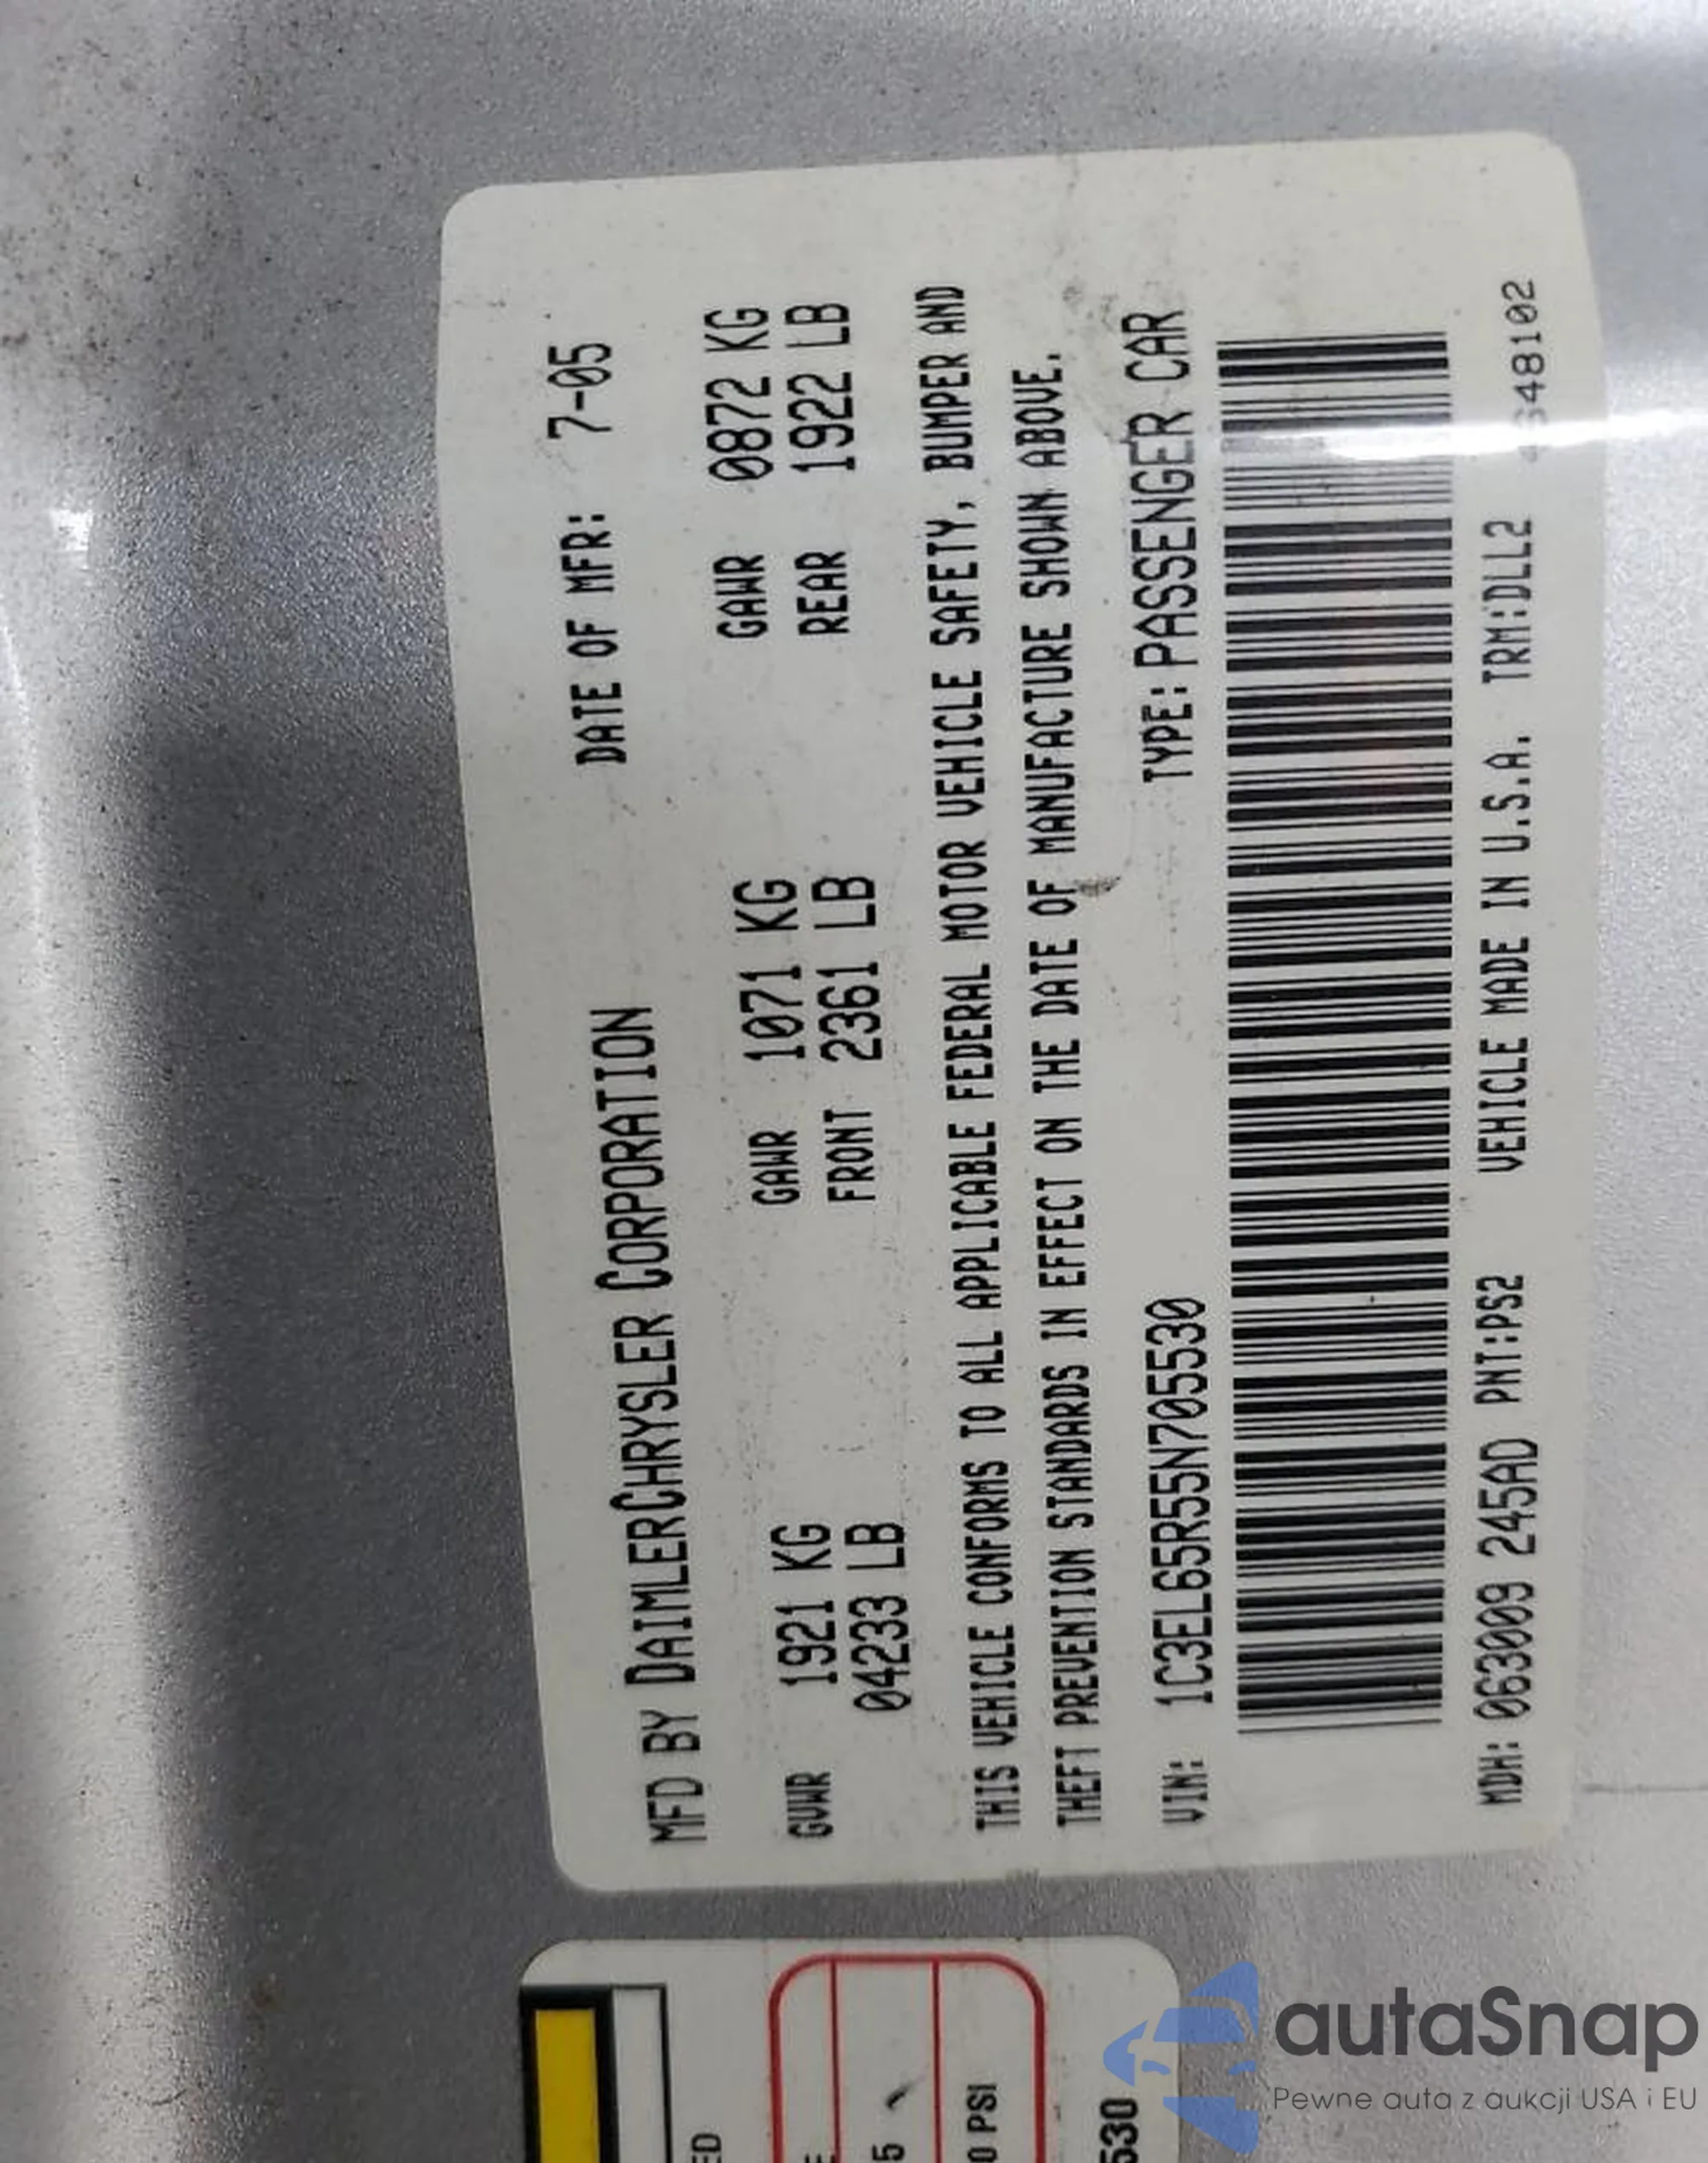 MFD BY DAIMLERCHRYSLER CORPORATION DATE OF MFR: 7-05
GVWR 1921 KG GAWR 1071 KG GAWR 0872 KG
04233 LB FRONT 2361 LB REAR 1922 LB
THIS VEHICLE CONFORMS TO ALL APPLICABLE FEDERAL MOTOR VEHICLE SAFETY, BUMPER AND
THEFT PREVENTION STANDARDS IN EFFECT ON THE DATE OF MANUFACTURE SHOWN ABOVE.
VIN: 1C3EL65R55N705530 TYPE: PASSENGER CAR
MDH: 063009 245AD PNT:PS2 VEHICLE MADE IN U.S.A. TRM:DLL2
0 PSI
530
autaSnap
Pewne auta z aukcji USA i EU